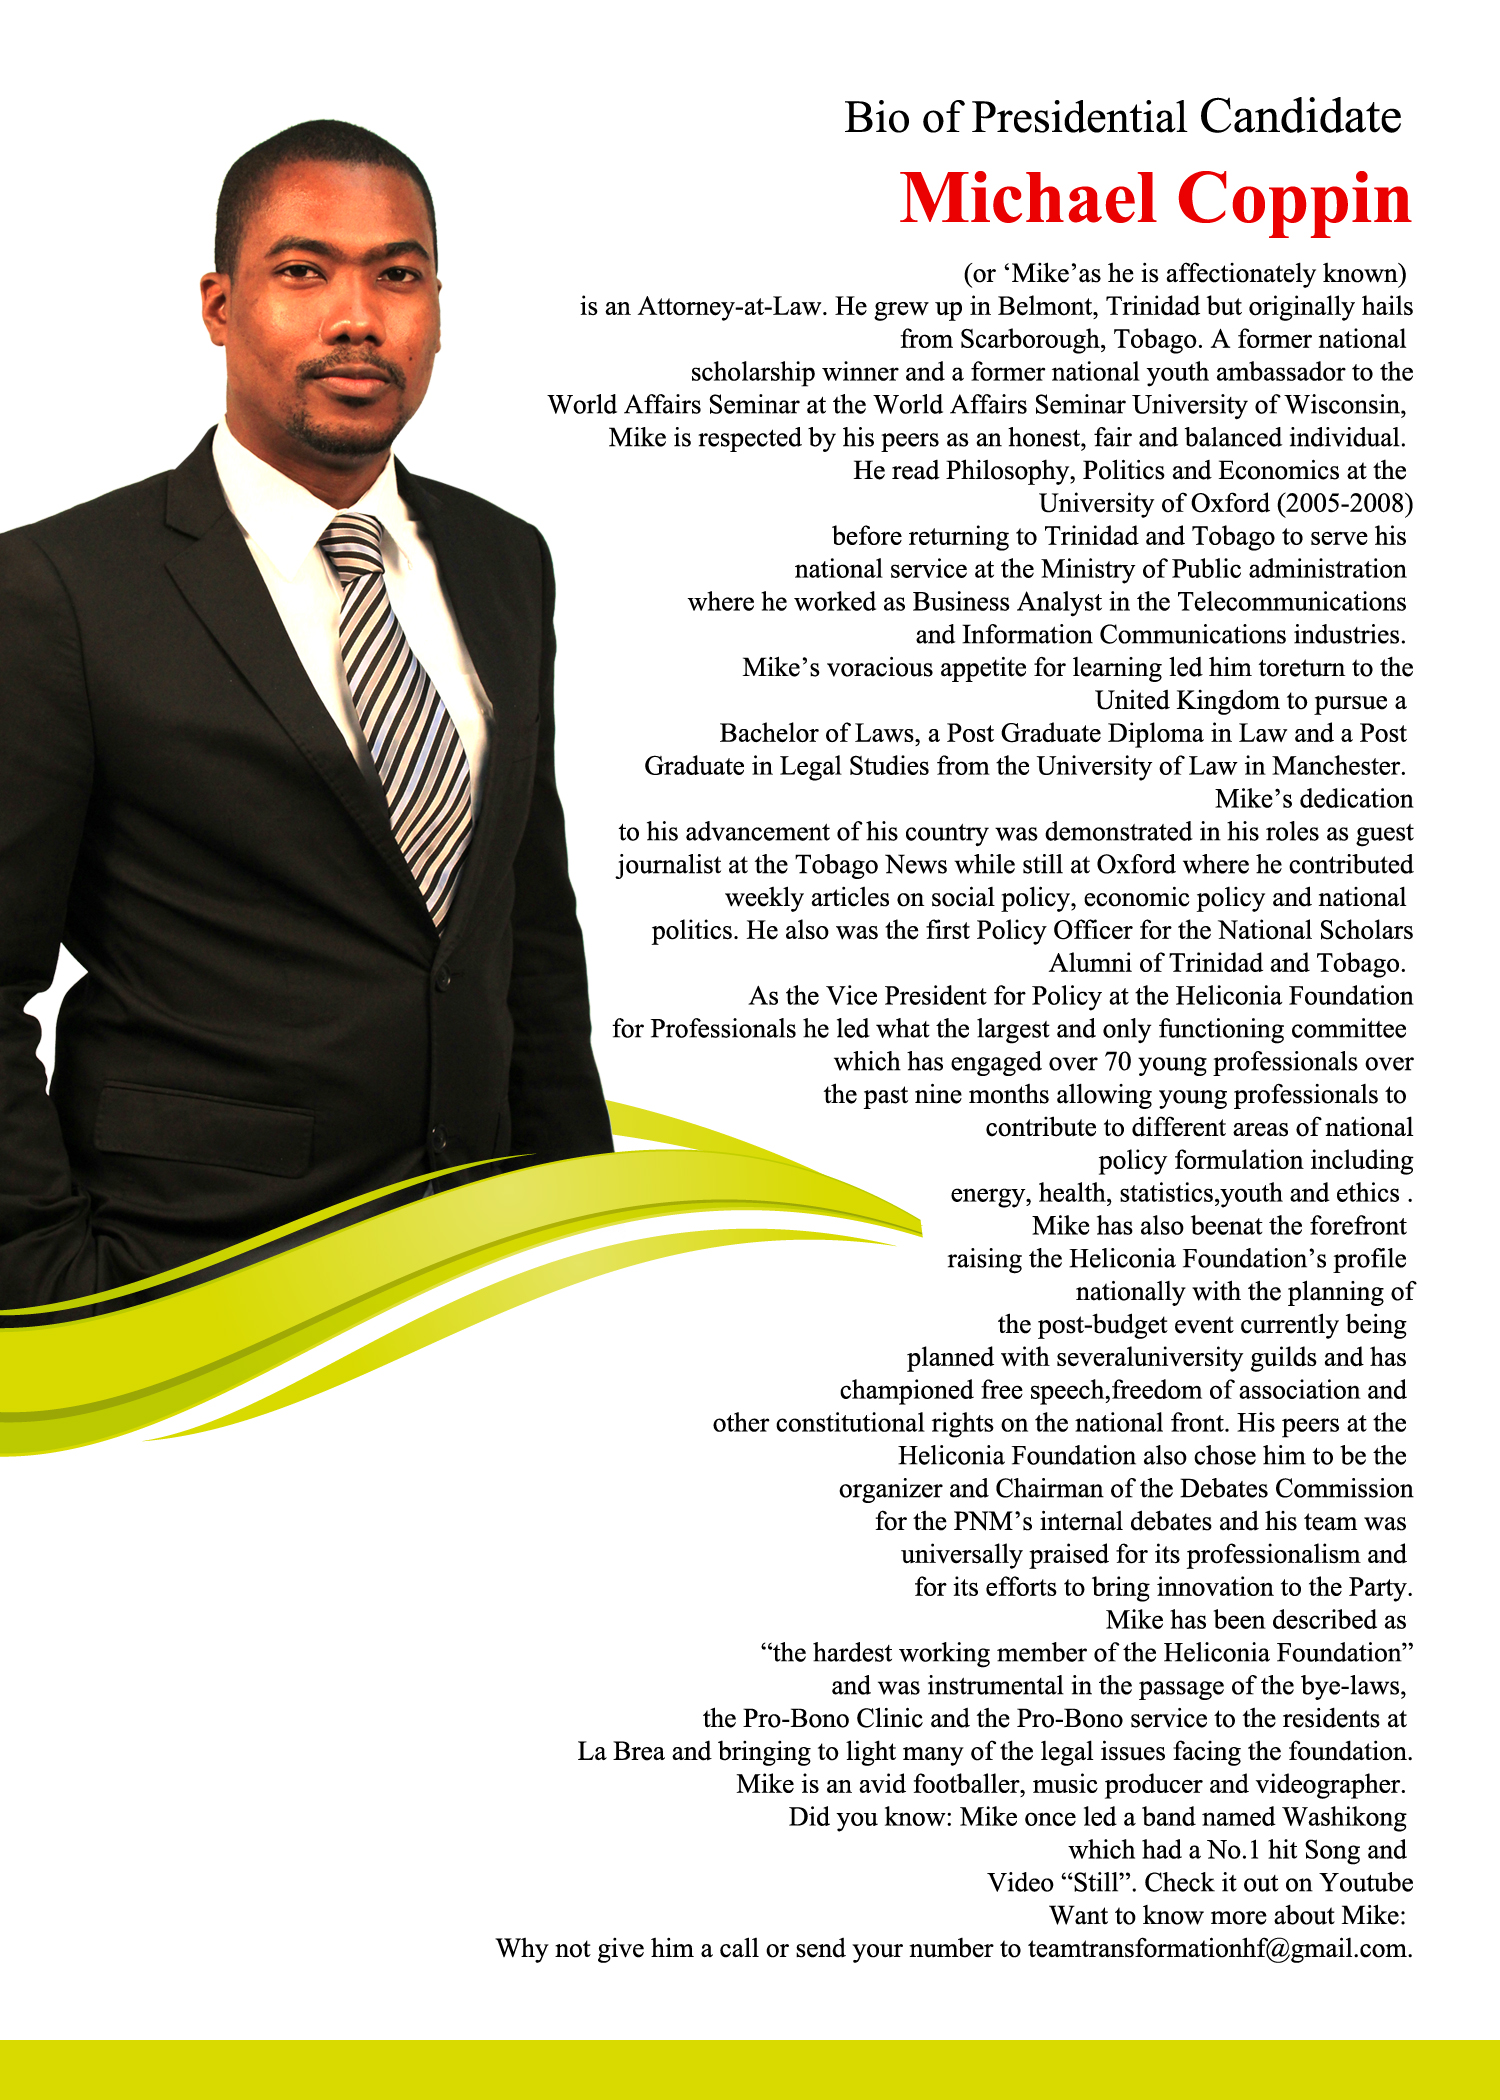 Bio of Presidential Candidate
Michael Coppin
(or ‘Mike’as he is affectionately known)
is an Attorney-at-Law. He grew up in Belmont, Trinidad but originally hails
from Scarborough, Tobago. A former national
scholarship winner and a former national youth ambassador to the
World Affairs Seminar at the World Affairs Seminar University of Wisconsin,
Mike is respected by his peers as an honest, fair and balanced individual.
He read Philosophy, Politics and Economics at the
University of Oxford (2005-2008)
before returning to Trinidad and Tobago to serve his
national service at the Ministry of Public administration
where he worked as Business Analyst in the Telecommunications
and Information Communications industries.
Mike’s voracious appetite for learning led him toreturn to the
United Kingdom to pursue a
Bachelor of Laws, a Post Graduate Diploma in Law and a Post
Graduate in Legal Studies from the University of Law in Manchester.
Mike’s dedication
to his advancement of his country was demonstrated in his roles as guest
journalist at the Tobago News while still at Oxford where he contributed
weekly articles on social policy, economic policy and national
politics. He also was the first Policy Officer for the National Scholars
Alumni of Trinidad and Tobago.
As the Vice President for Policy at the Heliconia Foundation
for Professionals he led what the largest and only functioning committee
which has engaged over 70 young professionals over
the past nine months allowing young professionals to
contribute to different areas of national
policy formulation including
energy, health, statistics,youth and ethics .
Mike has also beenat the forefront
raising the Heliconia Foundation’s profile
nationally with the planning of
the post-budget event currently being
planned with severaluniversity guilds and has
championed free speech,freedom of association and
other constitutional rights on the national front. His peers at the
Heliconia Foundation also chose him to be the
organizer and Chairman of the Debates Commission
for the PNM’s internal debates and his team was
universally praised for its professionalism and
for its efforts to bring innovation to the Party.
Mike has been described as
“the hardest working member of the Heliconia Foundation”
and was instrumental in the passage of the bye-laws,
the Pro-Bono Clinic and the Pro-Bono service to the residents at
La Brea and bringing to light many of the legal issues facing the foundation.
Mike is an avid footballer, music producer and videographer.
Did you know: Mike once led a band named Washikong
which had a No.1 hit Song and
Video “Still”. Check it out on Youtube
Want to know more about Mike:
Why not give him a call or send your number to teamtransformationhf@gmail.com.